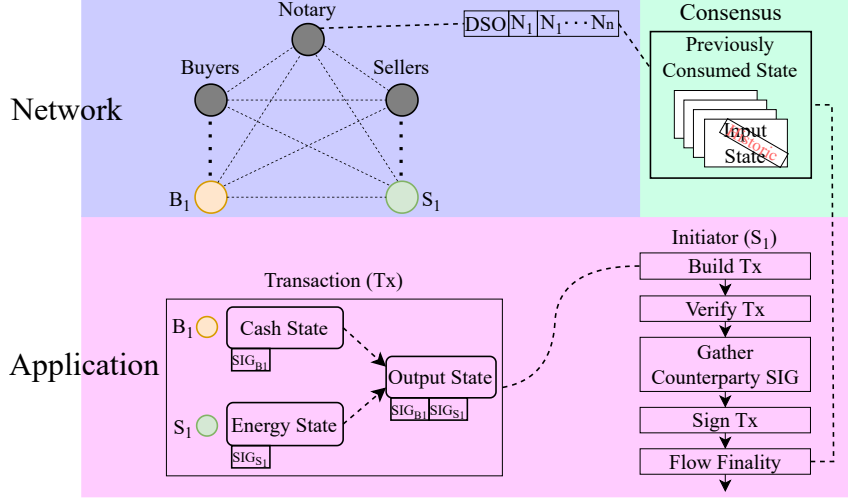 Notary
DSO N1 N1 ··· Nn
Consensus
Previously
Consumed State
Input
State
Historic
Buyers
Sellers
Network
B1
S1
Initiator (S1)
Build Tx
Verify Tx
Gather
Counterparty SIG
Sign Tx
Flow Finality
Transaction (Tx)
B1
Cash State
SIGB1
Application
Output State
SIGB1 SIGS1
S1
Energy State
SIGS1